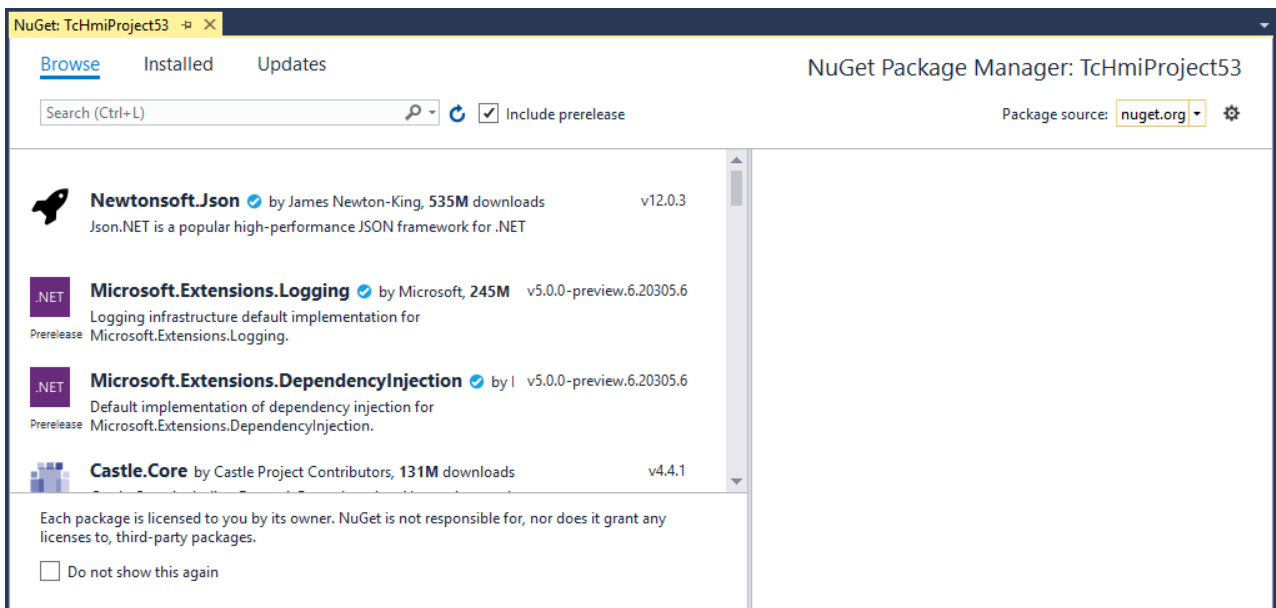 NuGet: TcHmiProject53
Browse Installed Updates
NuGet Package Manager: TcHmiProject53
Search (Ctrl+L)
Include prerelease
Package source: nuget.org
Newtonsoft.Json by James Newton-King, 535M downloads v12.0.3
Json.NET is a popular high-performance JSON framework for .NET
.NET
Microsoft.Extensions.Logging by Microsoft, 245M v5.0.0-preview.6.20305.6
Logging infrastructure default implementation for
Prerelease Microsoft.Extensions.Logging.
.NET
Microsoft.Extensions.DependencyInjection by v5.0.0-preview.6.20305.6
Default implementation of dependency injection for
Prerelease Microsoft.Extensions.DependencyInjection.
Castle.Core by Castle Project Contributors, 131M downloads v4.4.1
Each package is licensed to you by its owner. NuGet is not responsible for, nor does it grant any
licenses to, third-party packages.
Do not show this again